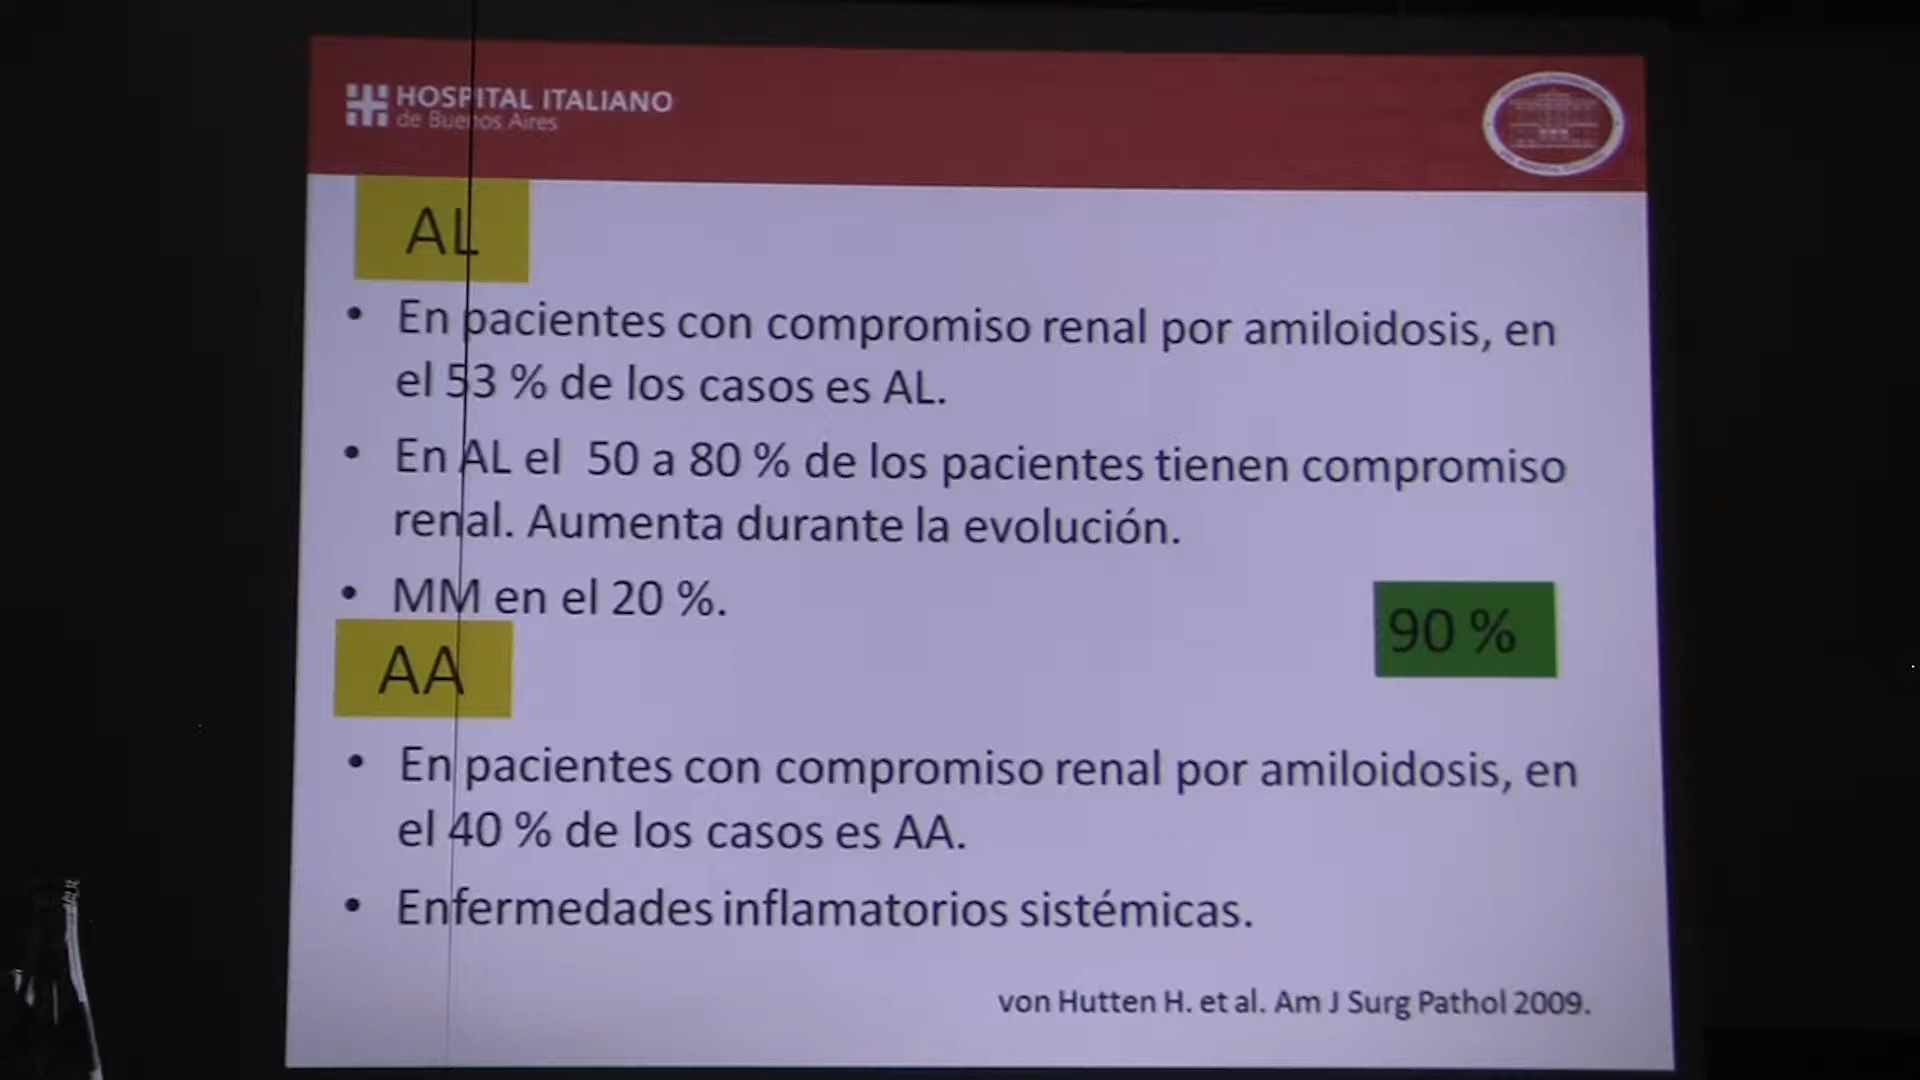 HOSPITAL ITALIANO
de Buenos Aires
AL
• En pacientes con compromiso renal por amiloidosis, en
el 53 % de los casos es AL.
• En AL el 50 a 80 % de los pacientes tienen compromiso
renal. Aumenta durante la evolución.
• MM en el 20 %.
90 %
AA
• En pacientes con compromiso renal por amiloidosis, en
el 40 % de los casos es AA.
• Enfermedades inflamatorios sistémicas.
von Hutten H. et al. Am J Surg Pathol 2009.